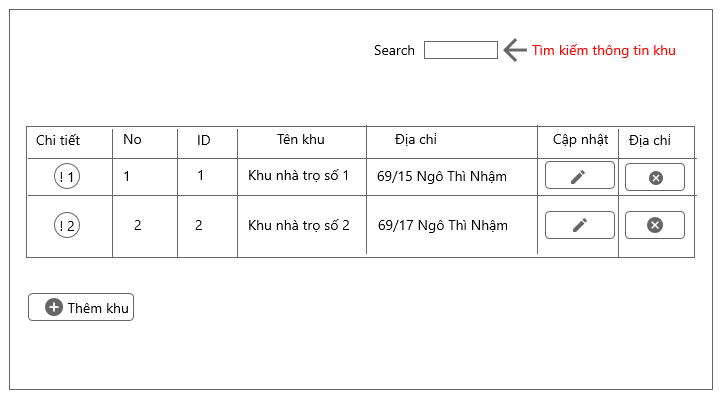 Search Tìm kiếm thông tin khu
Chi tiết No ID Tên khu Địa chỉ Cập nhật Địa chỉ
! 1 1 1 Khu nhà trọ số 1 69/15 Ngô Thì Nhậm
! 2 2 2 Khu nhà trọ số 2 69/17 Ngô Thì Nhậm
Thêm khu